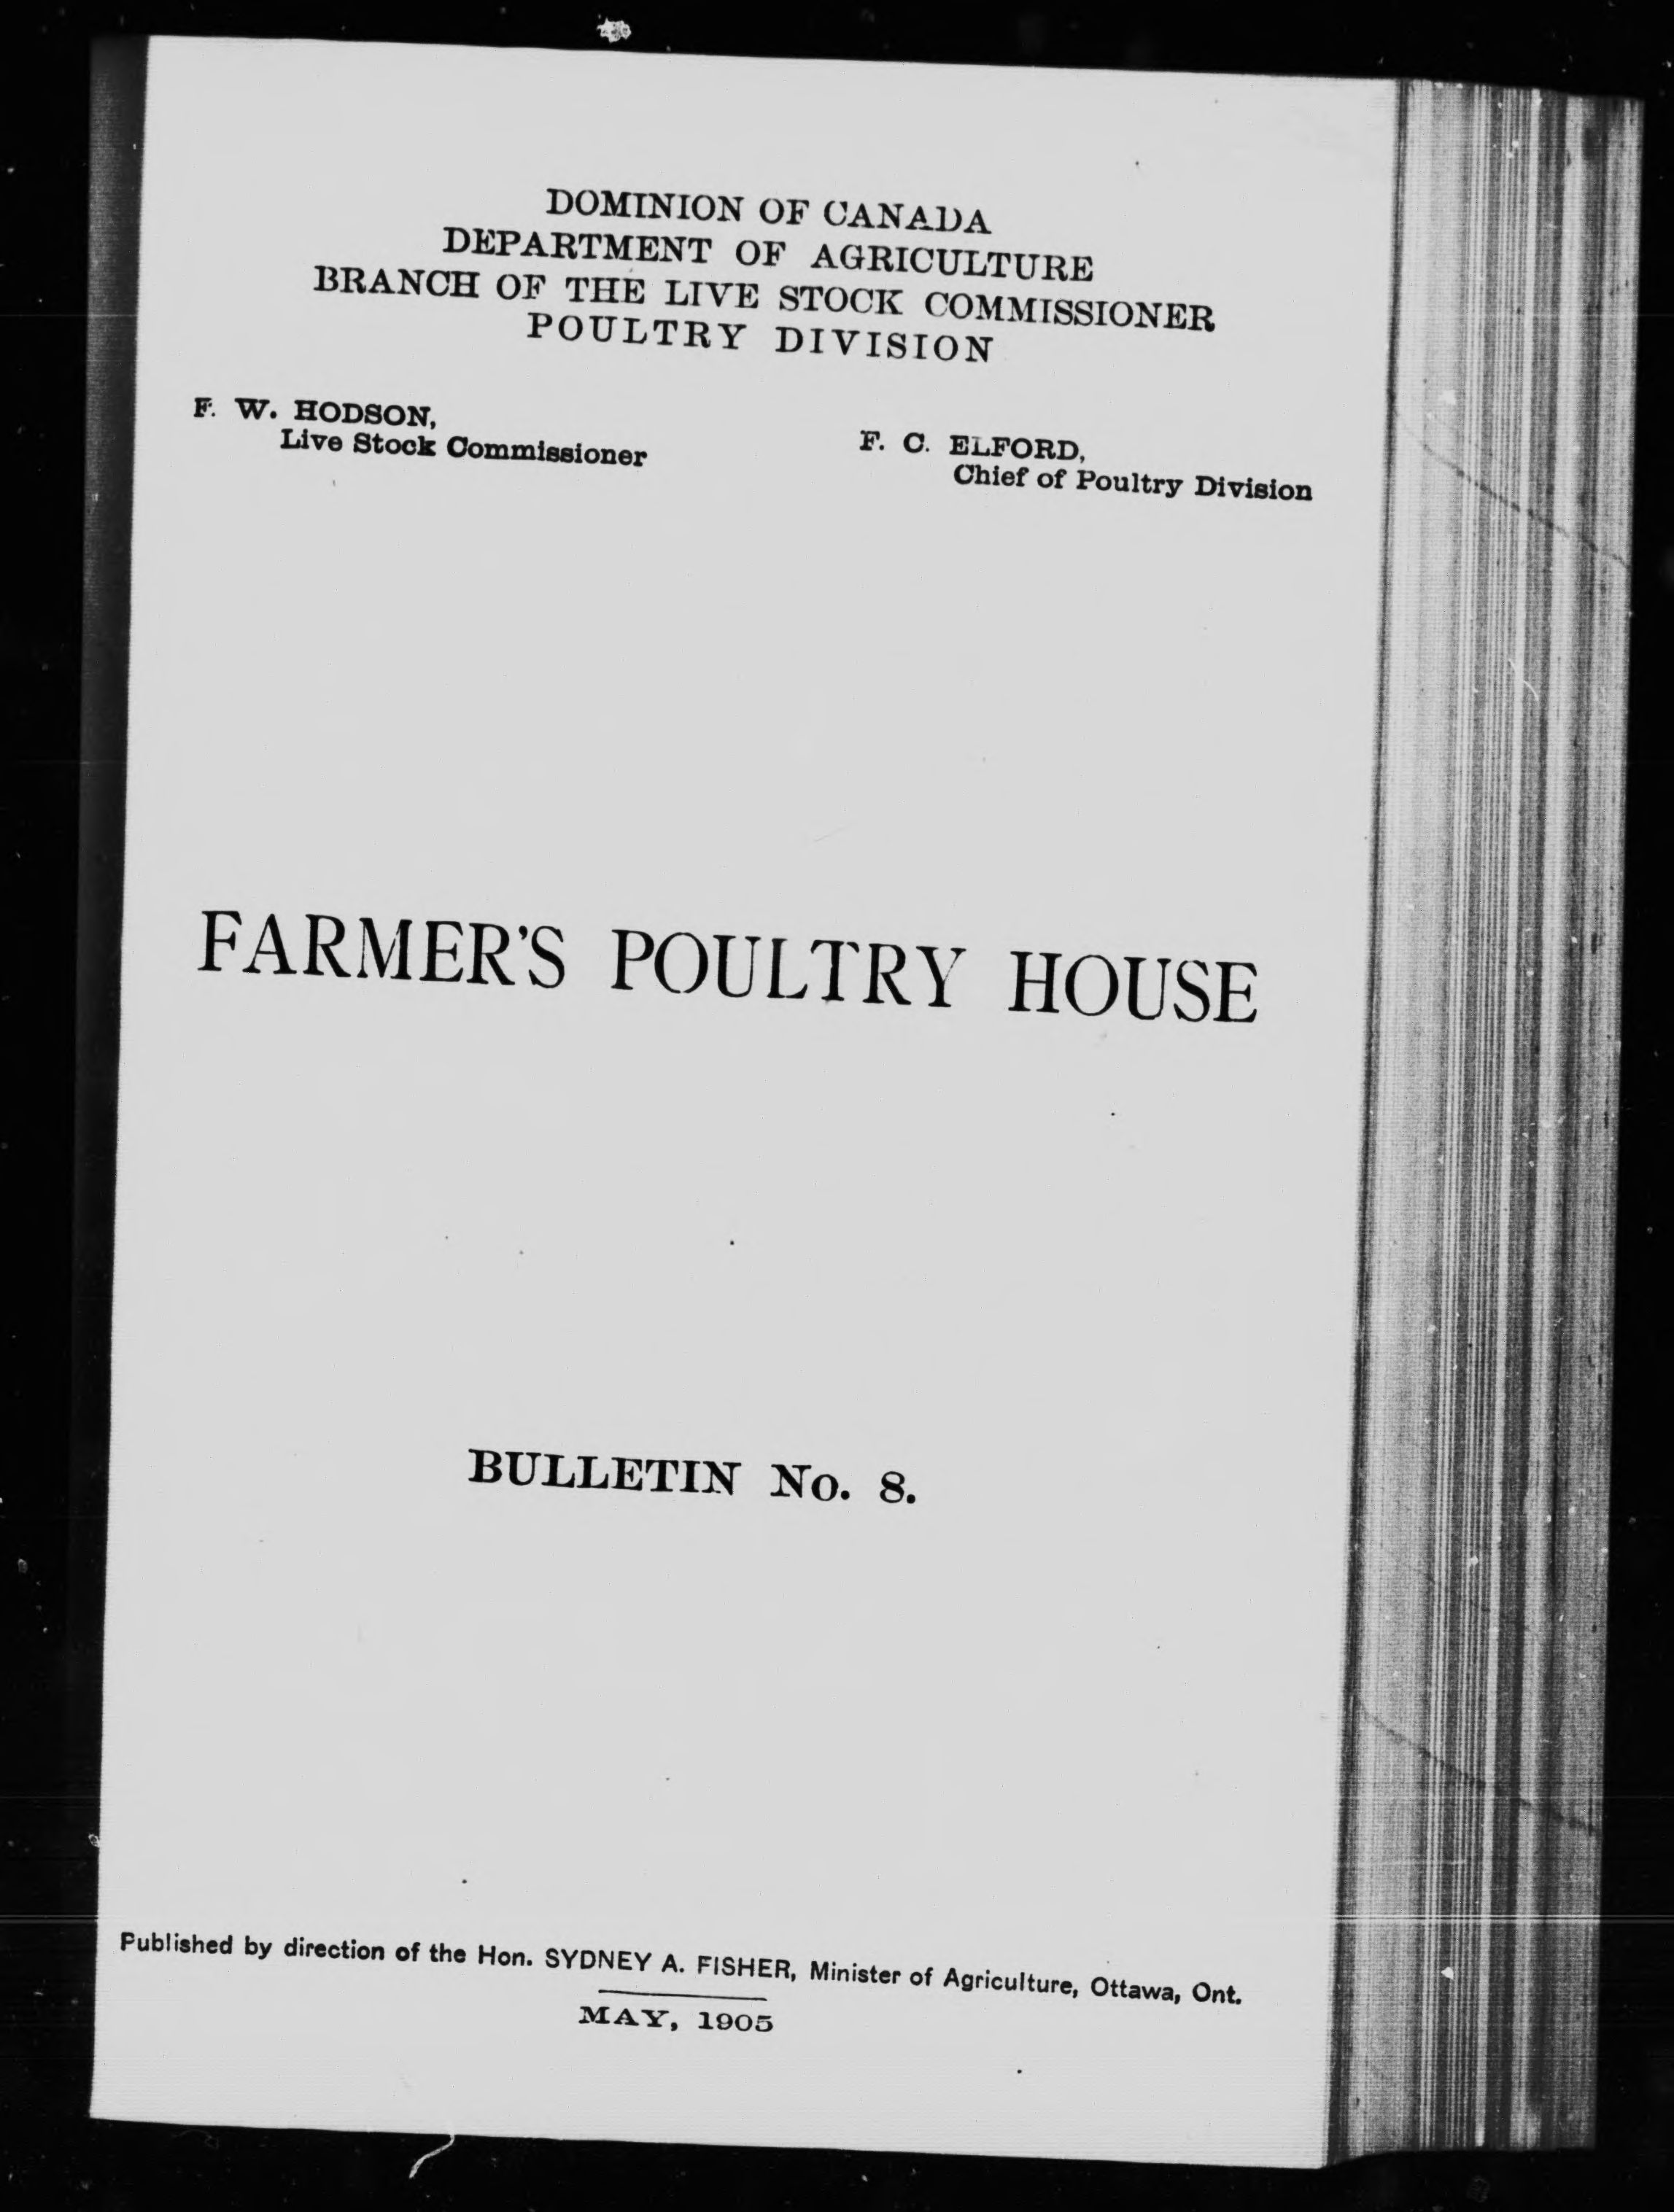 DOMINION OF CANADA
DEPARTMENT OF AGRICULTURE
BRANCH OF THE LIVE STOCK COMMISSIONER
POULTRY DIVISION
F. W. HODSON,
Live Stock Commissioner
F. C. ELFORD,
Chief of Poultry Division
FARMER'S POULTRY HOUSE
BULLETIN No. 8.
Published by direction of the Hon. SYDNEY A. FISHER, Minister of Agriculture, Ottawa, Ont.
MAY, 1905